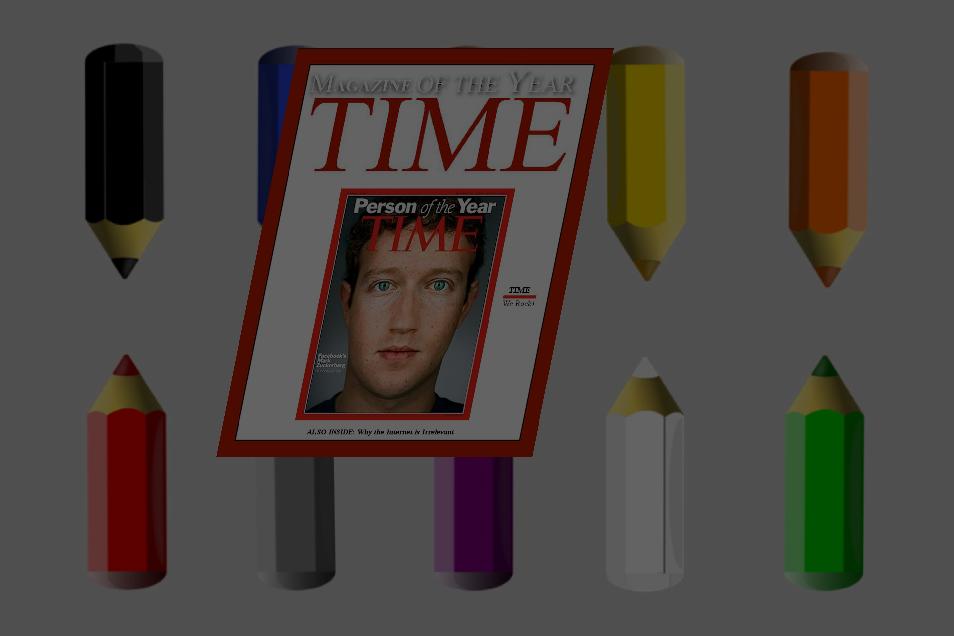 MAGAZINE OF THE YEAR
TIME
Person of the Year
TIME
TIME
We Rock!
Facebook's
Mark
Zuckerberg
ALSO INSIDE: Why the Internet is Irrelevant